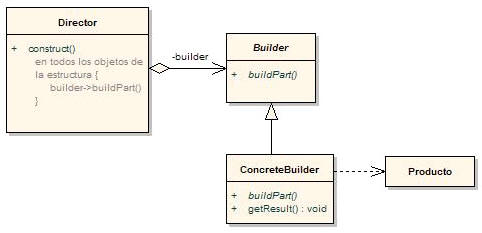 Director
+ construct()
en todos los objetos de
la estructura {
builder->buildPart()
}
-builder
Builder
+ buildPart()
ConcreteBuilder
+ buildPart()
+ getResult() : void
Producto